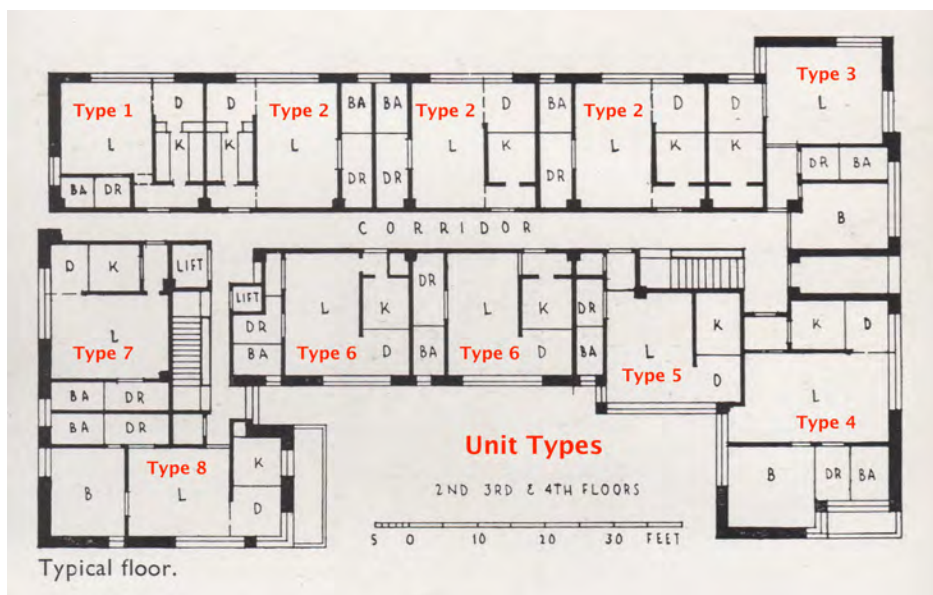 Type 3
D D BA BA D BA D D L
Type 1 Type 2 Type 2 Type 2
L K K L L K L K K
DR BA
BA DR DR DR DR
B
CORRIDOR
D K LIFT
LIFT L K DR L K DR
DR K K D
L BA Type 6 D BA Type 6 D BA L
Type 7 Type 5 D
BA DR L
BA DR Type 4
Unit Types
Type 8 K B DR BA
B L D
2ND 3RD & 4TH FLOORS
5 0 10 20 30 FEET
Typical floor.